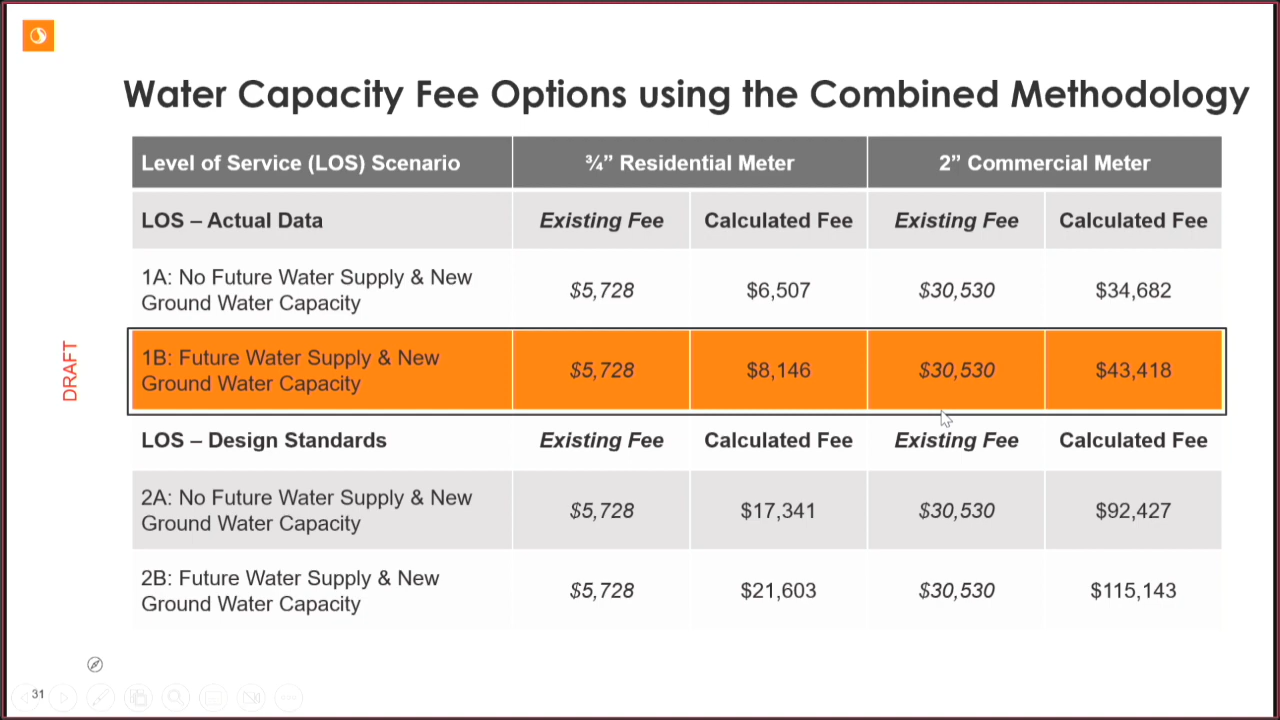 Water Capacity Fee Options using the Combined Methodology
Level of Service (LOS) Scenario
¾” Residential Meter
2” Commercial Meter
LOS – Actual Data
Existing Fee
Calculated Fee
Existing Fee
Calculated Fee
1A: No Future Water Supply & New
Ground Water Capacity
$5,728
$6,507
$30,530
$34,682
1B: Future Water Supply & New
Ground Water Capacity
$5,728
$8,146
$30,530
$43,418
LOS – Design Standards
Existing Fee
Calculated Fee
Existing Fee
Calculated Fee
2A: No Future Water Supply & New
Ground Water Capacity
$5,728
$17,341
$30,530
$92,427
2B: Future Water Supply & New
Ground Water Capacity
$5,728
$21,603
$30,530
$115,143
DRAFT
31